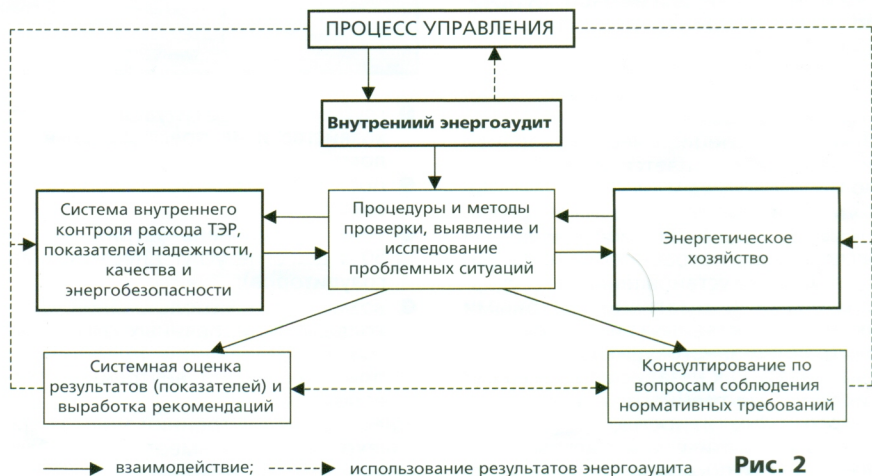 ПРОЦЕСС УПРАВЛЕНИЯ
Внутрениий энергоаудит
Система внутреннего
контроля расхода ТЭР,
показателей надежности,
качества и
энергобезопасности
Процедуры и методы
проверки, выявление и
исследование
проблемных ситуаций
Энергетическое
хозяйство
Системная оценка
результатов (показателей) и
выработка рекомендаций
Консультирование по
вопросам соблюдения
нормативных требований
взаимодействие;
использование результатов энергоаудита
Рис. 2